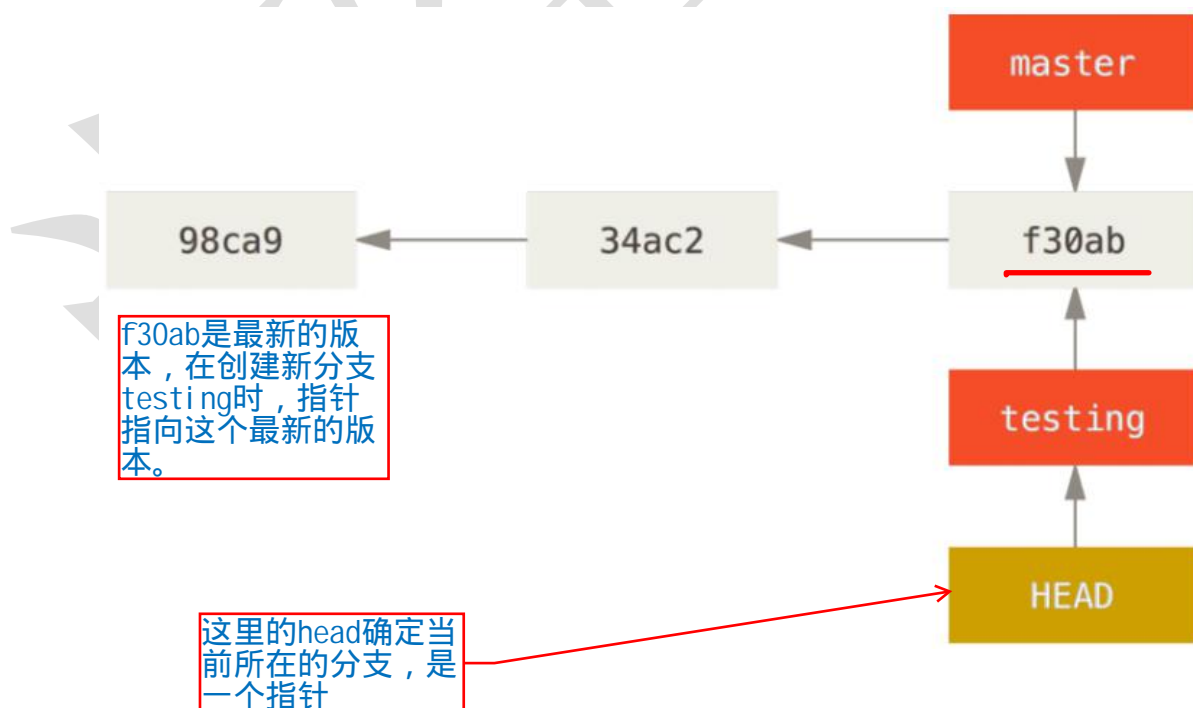 master
98ca9
34ac2
f30ab
f30ab是最新的版
本，在创建新分支
testing时，指针
指向这个最新的版
本。
testing
HEAD
这里的head确定当
前所在的分支，是
一个指针